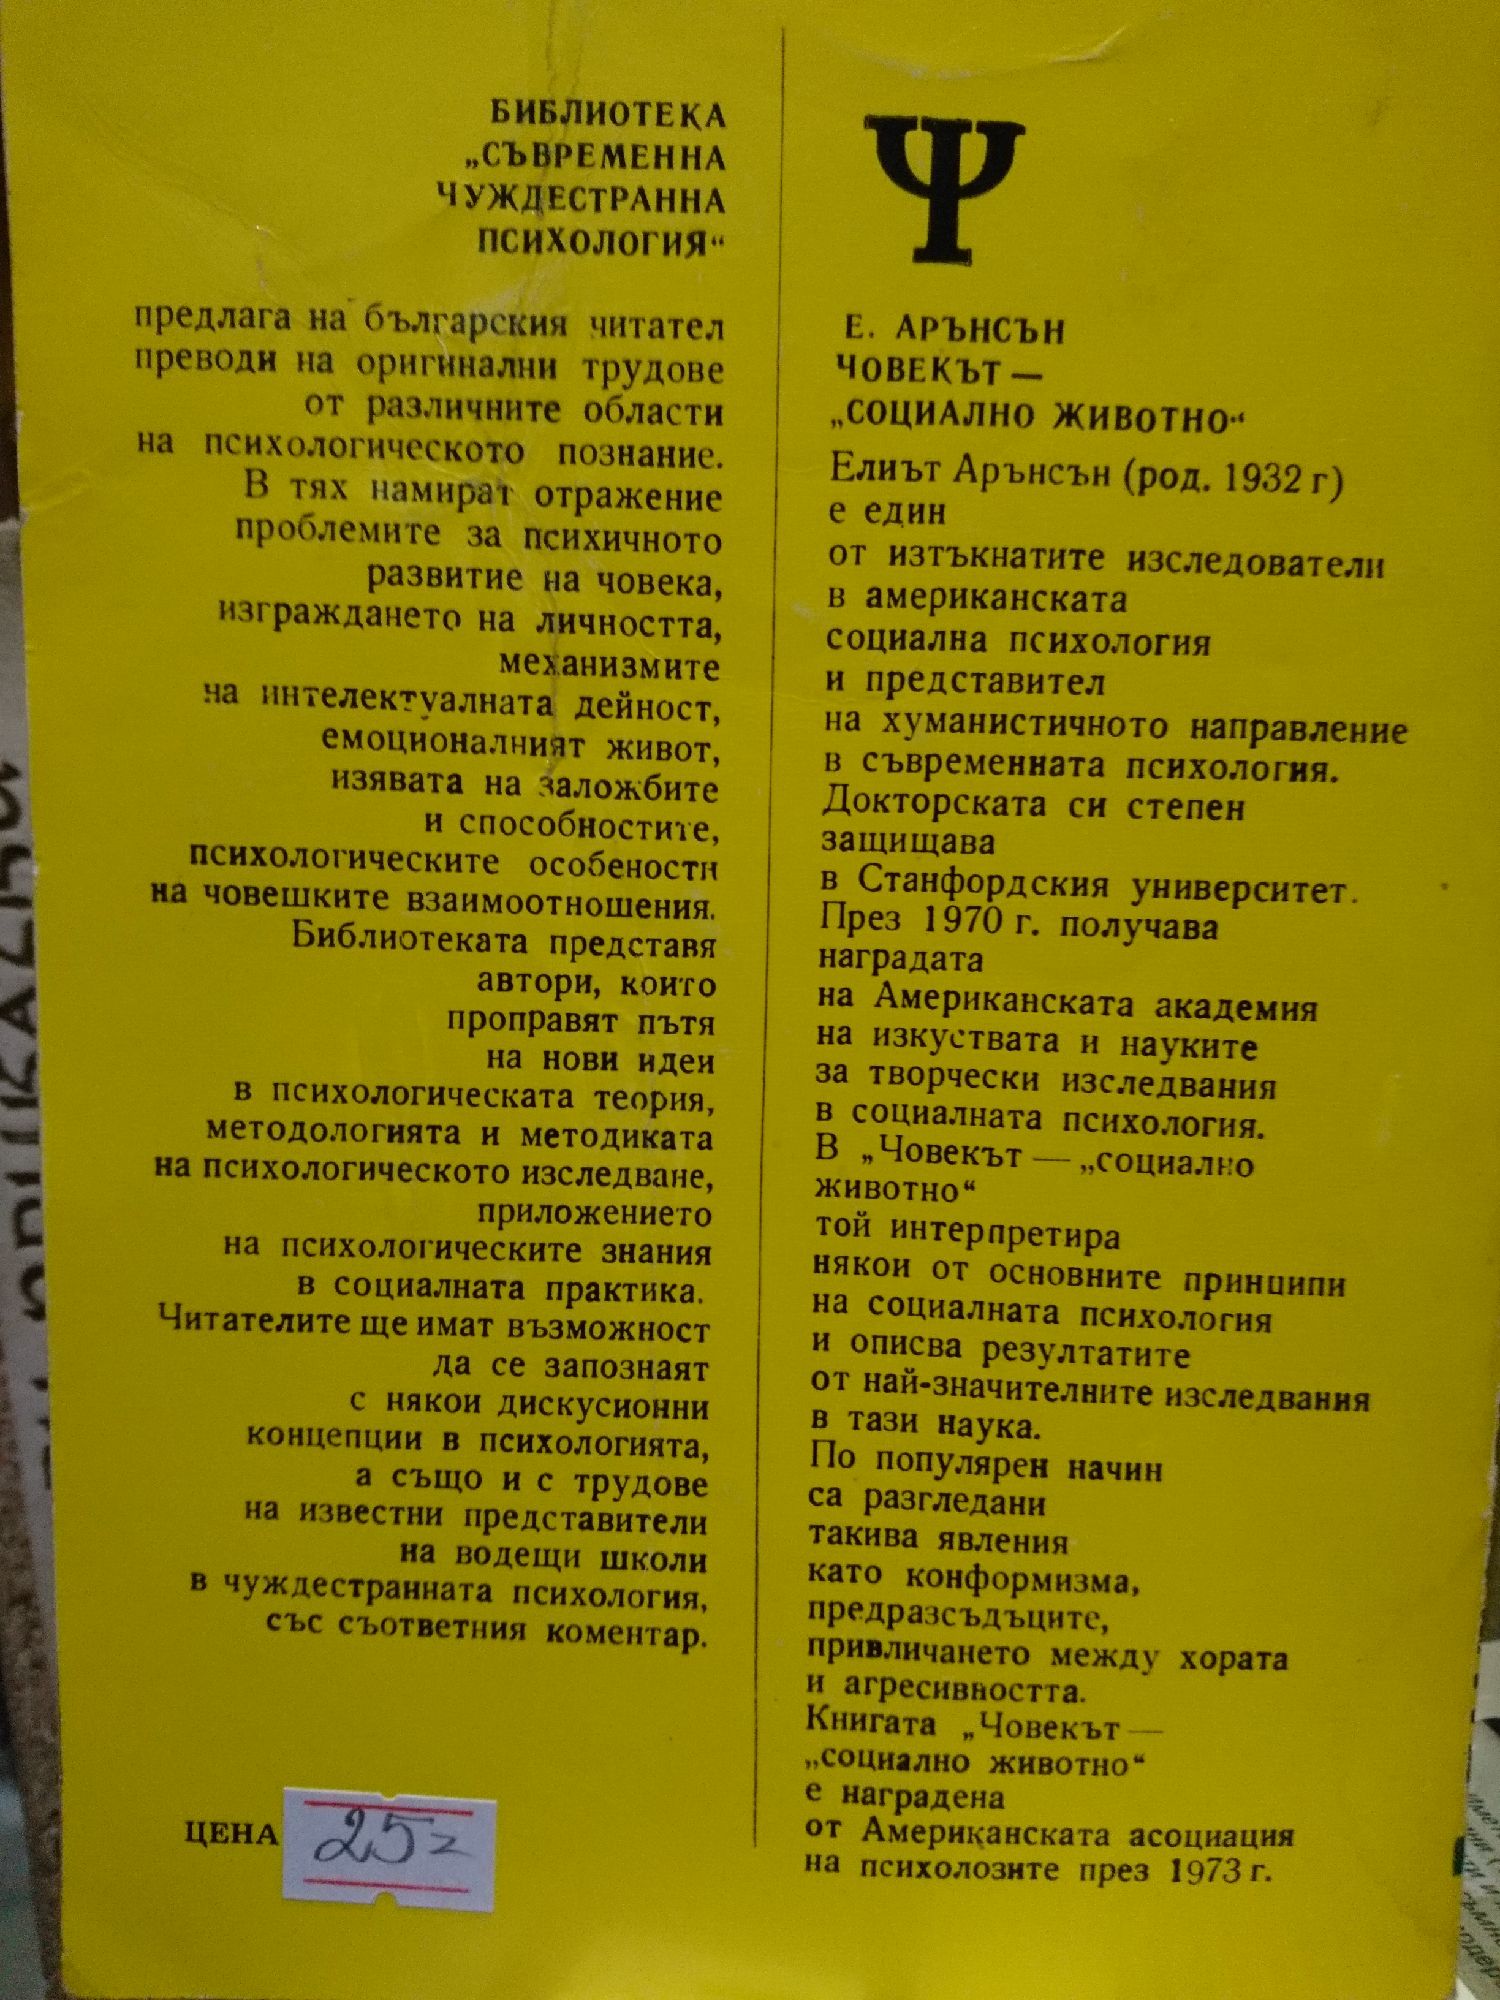 БИБЛИОТЕКА
„СЪВРЕМЕННА
ЧУЖДЕСТРАННА
ПСИХОЛОГИЯ“
предлага на българския читател
преводи на оригинални трудове
от различните области
на психологическото познание.
В тях намират отражение
проблемите за психичното
развитие на човека,
изграждането на личността,
механизмите
на интелектуалната дейност,
емоционалният живот,
изявата на заложбите
и способностите,
психологическите особености
на човешките взаимоотношения.
Библиотеката представя
автори, които
проправят пътя
на нови идеи
в психологическата теория,
методологията и методиката
на психологическото изследване,
приложението
на психологическите знания
в социалната практика.
Читателите ще имат възможност
да се запознаят
с някои дискусионни
концепции в психологията,
а също и с трудове
на известни представители
на водещи школи
в чуждестранната психология,
със съответния коментар.
ЦЕНА
25
Ψ
Е. АРЪНСЪН
ЧОВЕКЪТ —
„СОЦИАЛНО ЖИВОТНО“
Елиът Арънсън (род. 1932 г)
е един
от изтъкнатите изследователи
в американската
социална психология
и представител
на хуманистичното направление
в съвременната психология.
Докторската си степен
защищава
в Станфордския университет.
През 1970 г. получава
наградата
на Американската академия
на изкуствата и науките
за творчески изследвания
в социалната психология.
В „Човекът — „социално
животно“
той интерпретира
някои от основните принципи
на социалната психология
и описва резултатите
от най-значителните изследвания
в тази наука.
По популярен начин
са разгледани
такива явления
като конформизма,
предразсъдъците,
привличането между хората
и агресивността.
Книгата „Човекът —
„социално животно“
е наградена
от Американската асоциация
на психолозите през 1973 г.